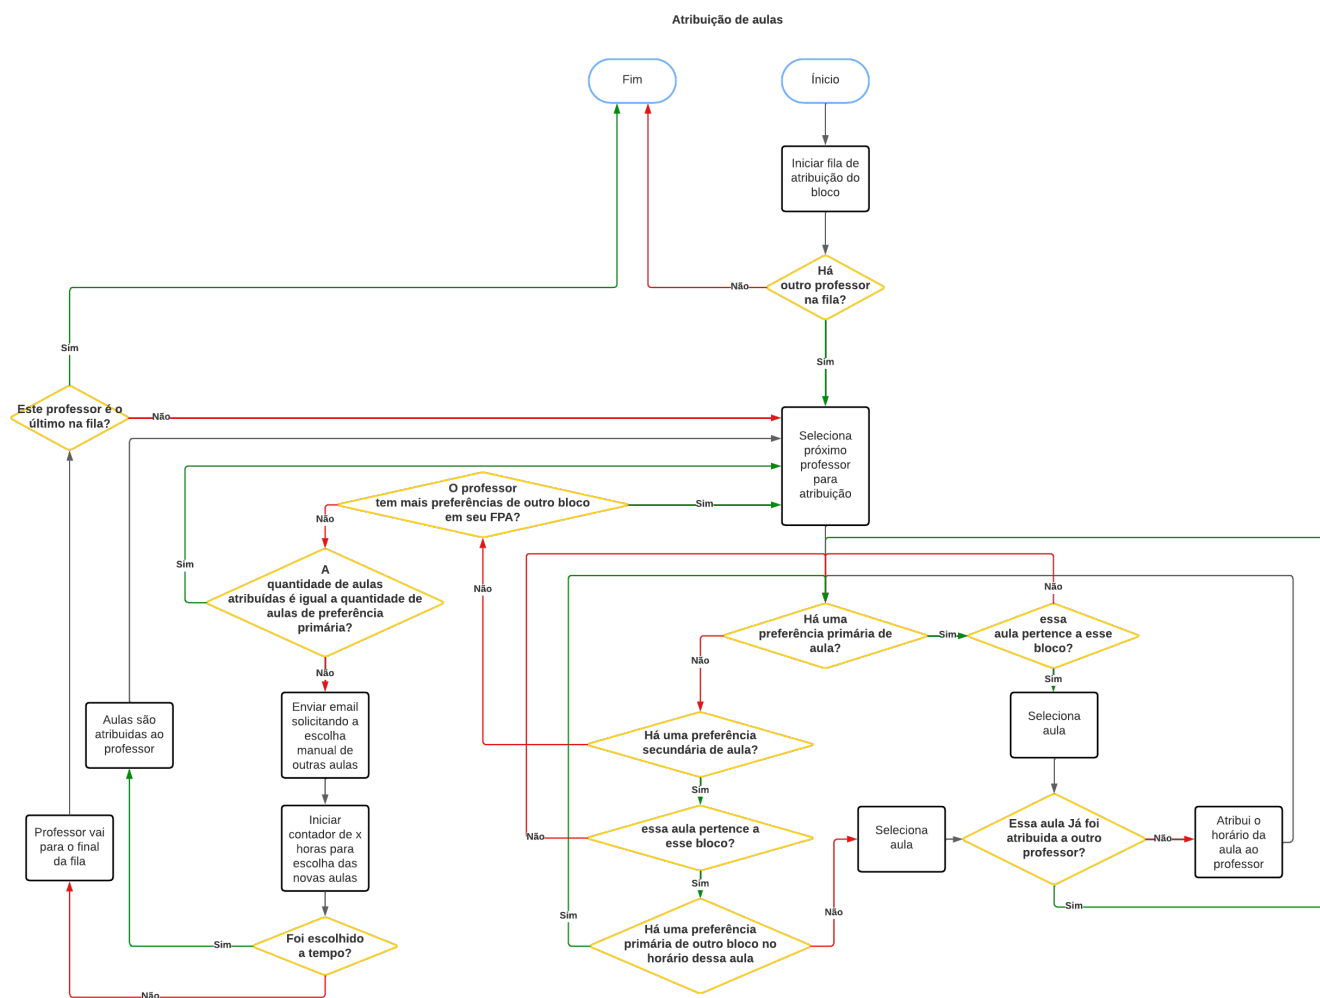 Atribuição de aulas
Fim
Ínicio
Iniciar fila de
atribuição do
bloco
Há
outro professor
na fila?
Não
Sim
Sim
Este professor é o
último na fila?
Não
Seleciona
próximo
professor
para
atribuição
O professor
tem mais preferências de outro bloco
em seu FPA?
Sim
Não
Sim
A
quantidade de aulas
atribuídas é igual a quantidade de
aulas de preferência
primária?
Não
Não
Não
Há uma
preferência primária de
aula?
Sim
essa
aula pertence a esse
bloco?
Não
Sim
Enviar email
solicitando a
escolha
manual de
outras aulas
Aulas são
atribuidas ao
professor
Seleciona
aula
Há uma preferência
secundária de aula?
Sim
Iniciar
contador de x
horas para
escolha das
novas aulas
Professor vai
para o final
da fila
Não
essa aula pertence a
esse bloco?
Seleciona
aula
Essa aula Já foi
atribuida a outro
professor?
Não
Atribui o
horário da
aula ao
professor
Sim
Sim
Sim
Não
Há uma preferência
primária de outro bloco no
horário dessa aula
Foi escolhido
a tempo?
Sim
Não